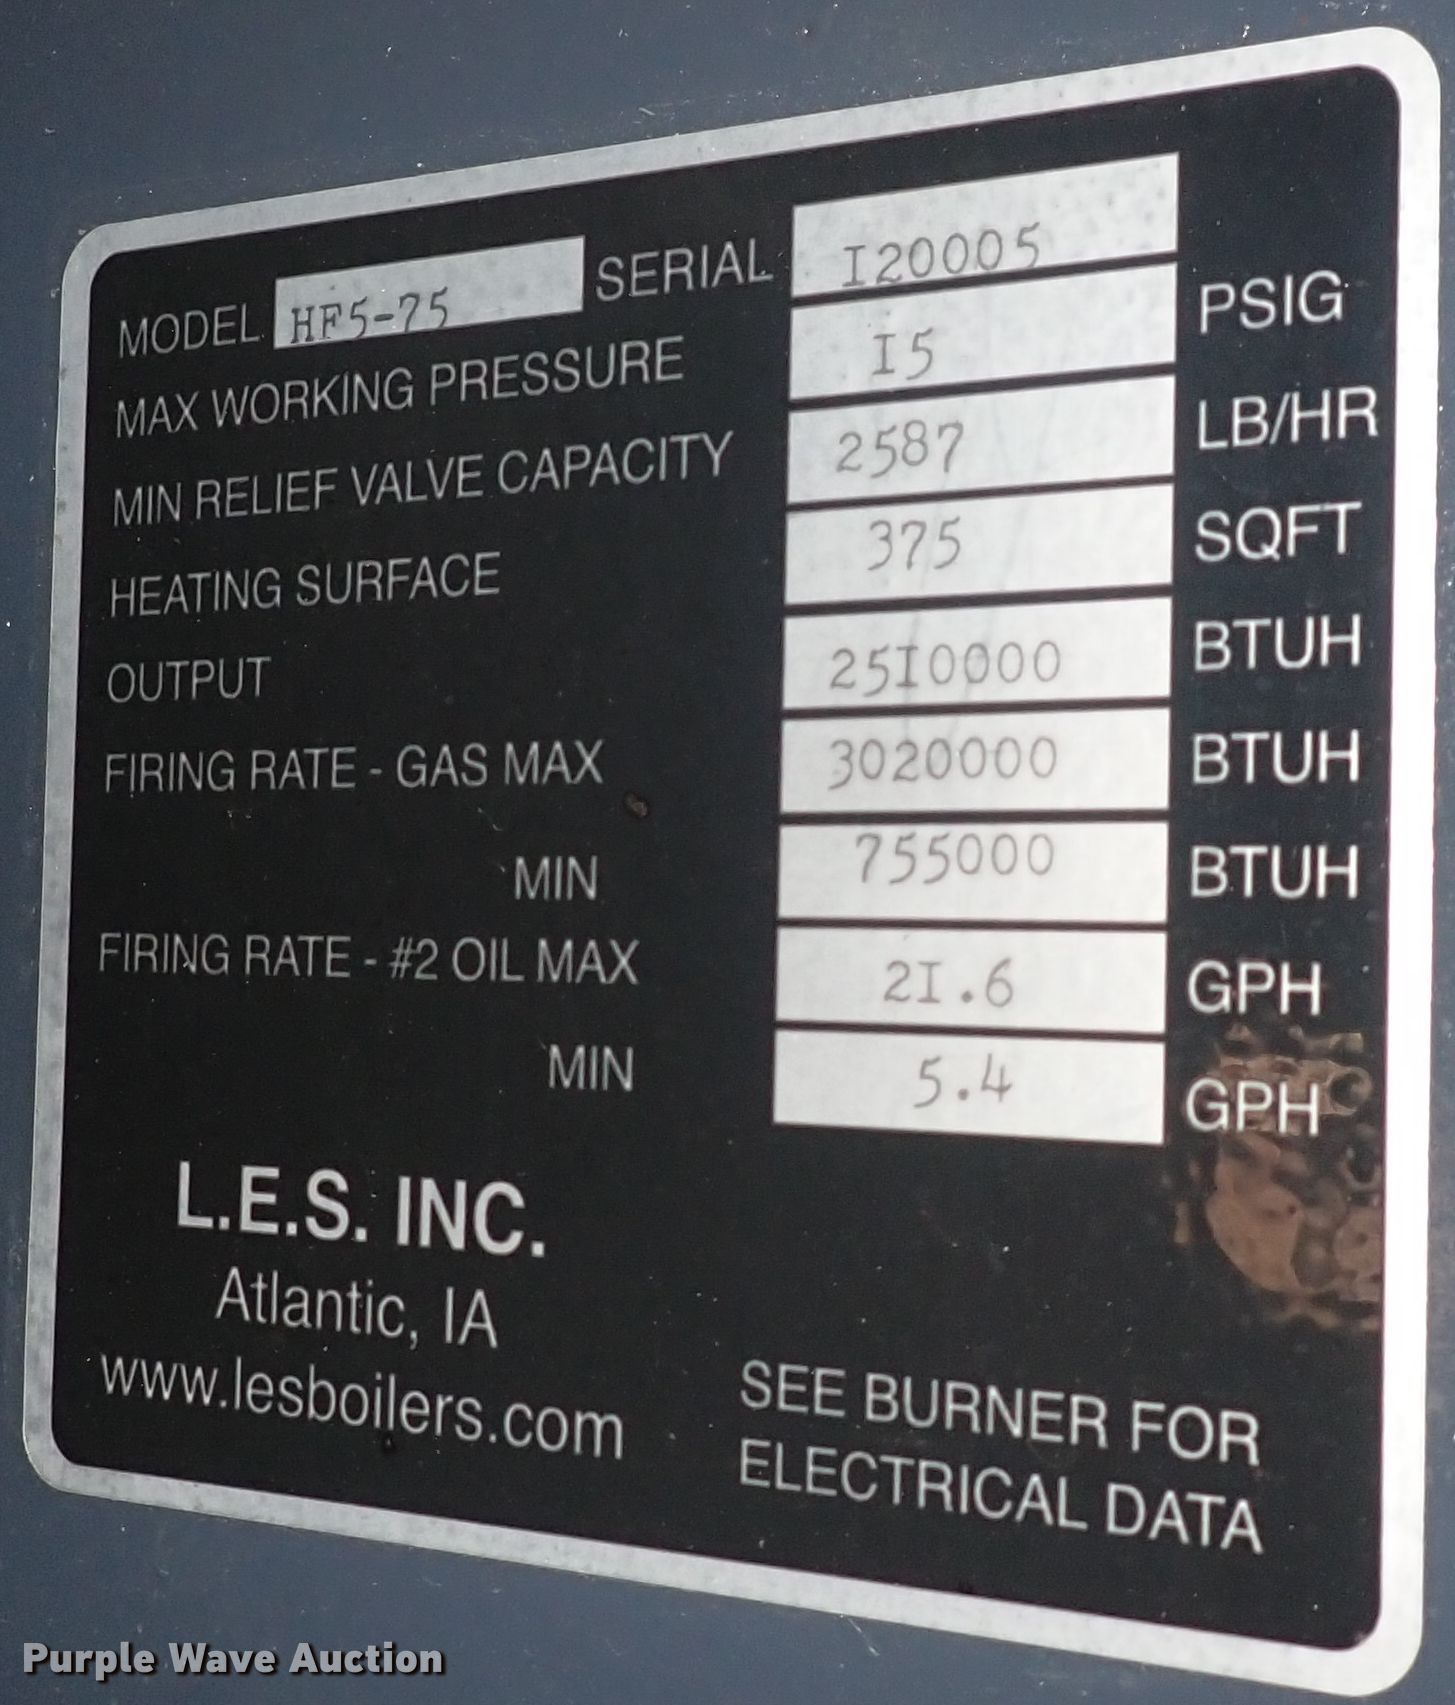 MODEL HF5-75 SERIAL I20005
MAX WORKING PRESSURE I5 PSIG
MIN RELIEF VALVE CAPACITY 2587 LB/HR
HEATING SURFACE 375 SQFT
OUTPUT 25I0000 BTUH
FIRING RATE - GAS MAX 3020000 BTUH
MIN 755000 BTUH
FIRING RATE - #2 OIL MAX 2I.6 GPH
MIN 5.4 GPH
L.E.S. INC.
Atlantic, IA
www.lesboilers.com
SEE BURNER FOR
ELECTRICAL DATA
Purple Wave Auction